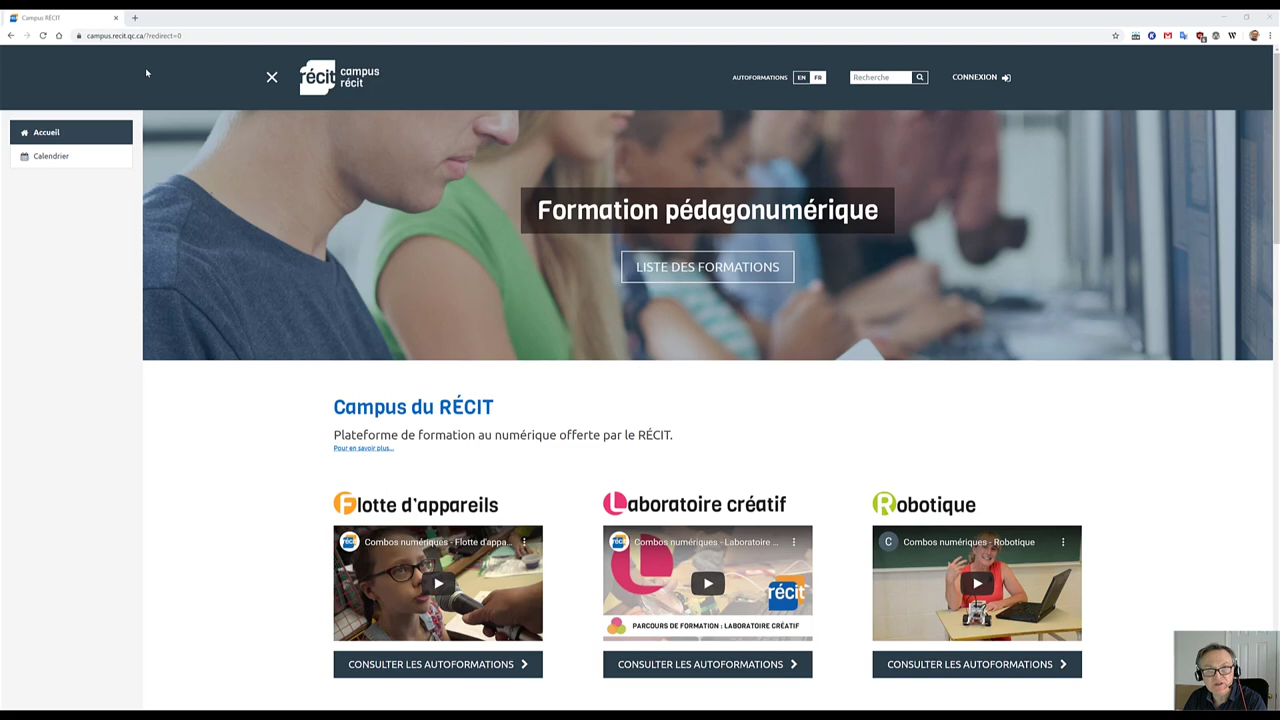 Campus RÉCIT
campus.recit.qc.ca/?redirect=0
récit campus récit
AUTOFORMATIONS EN FR
Recherche
CONNEXION
Accueil
Calendrier
Formation pédagonumérique
LISTE DES FORMATIONS
Campus du RÉCIT
Plateforme de formation au numérique offerte par le RÉCIT.
Pour en savoir plus...
Flotte d'appareils
Laboratoire créatif
Robotique
récit Combos numériques - Flotte d'appa...
récit Combos numériques - Laboratoire ...
C Combos numériques - Robotique
L
récit
PARCOURS DE FORMATION : LABORATOIRE CRÉATIF
CONSULTER LES AUTOFORMATIONS
CONSULTER LES AUTOFORMATIONS
CONSULTER LES AUTOFORMATIONS